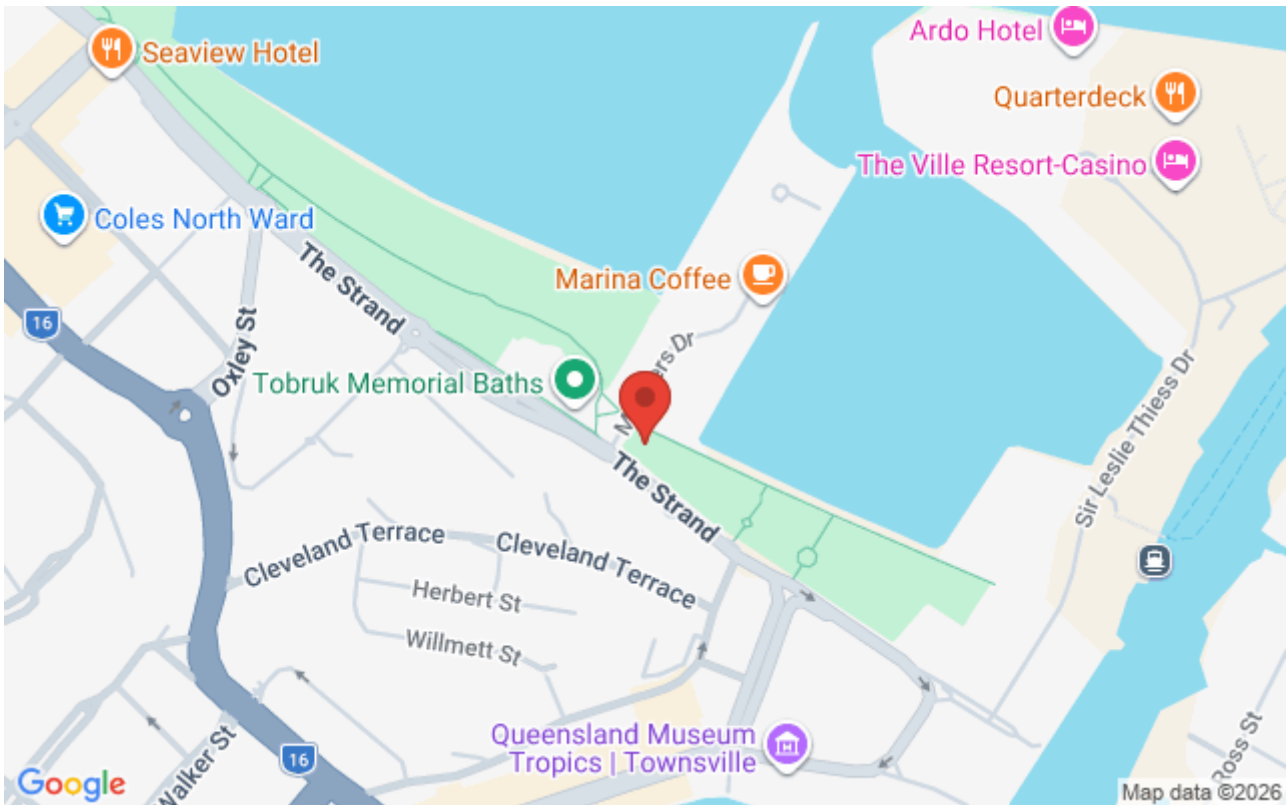 Ardo Hotel
Seaview Hotel
Quarterdeck
The Ville Resort-Casino
Coles North Ward
The Strand
Marina Coffee
16
Oxley St
Tobruk Memorial Baths
Sir Leslie Thiess Dr
The Strand
Cleveland Terrace
Cleveland Terrace
Herbert St
Willmett St
Queensland Museum
Tropics | Townsville
Walker St
16
Ross St
Google
Map data ©2026